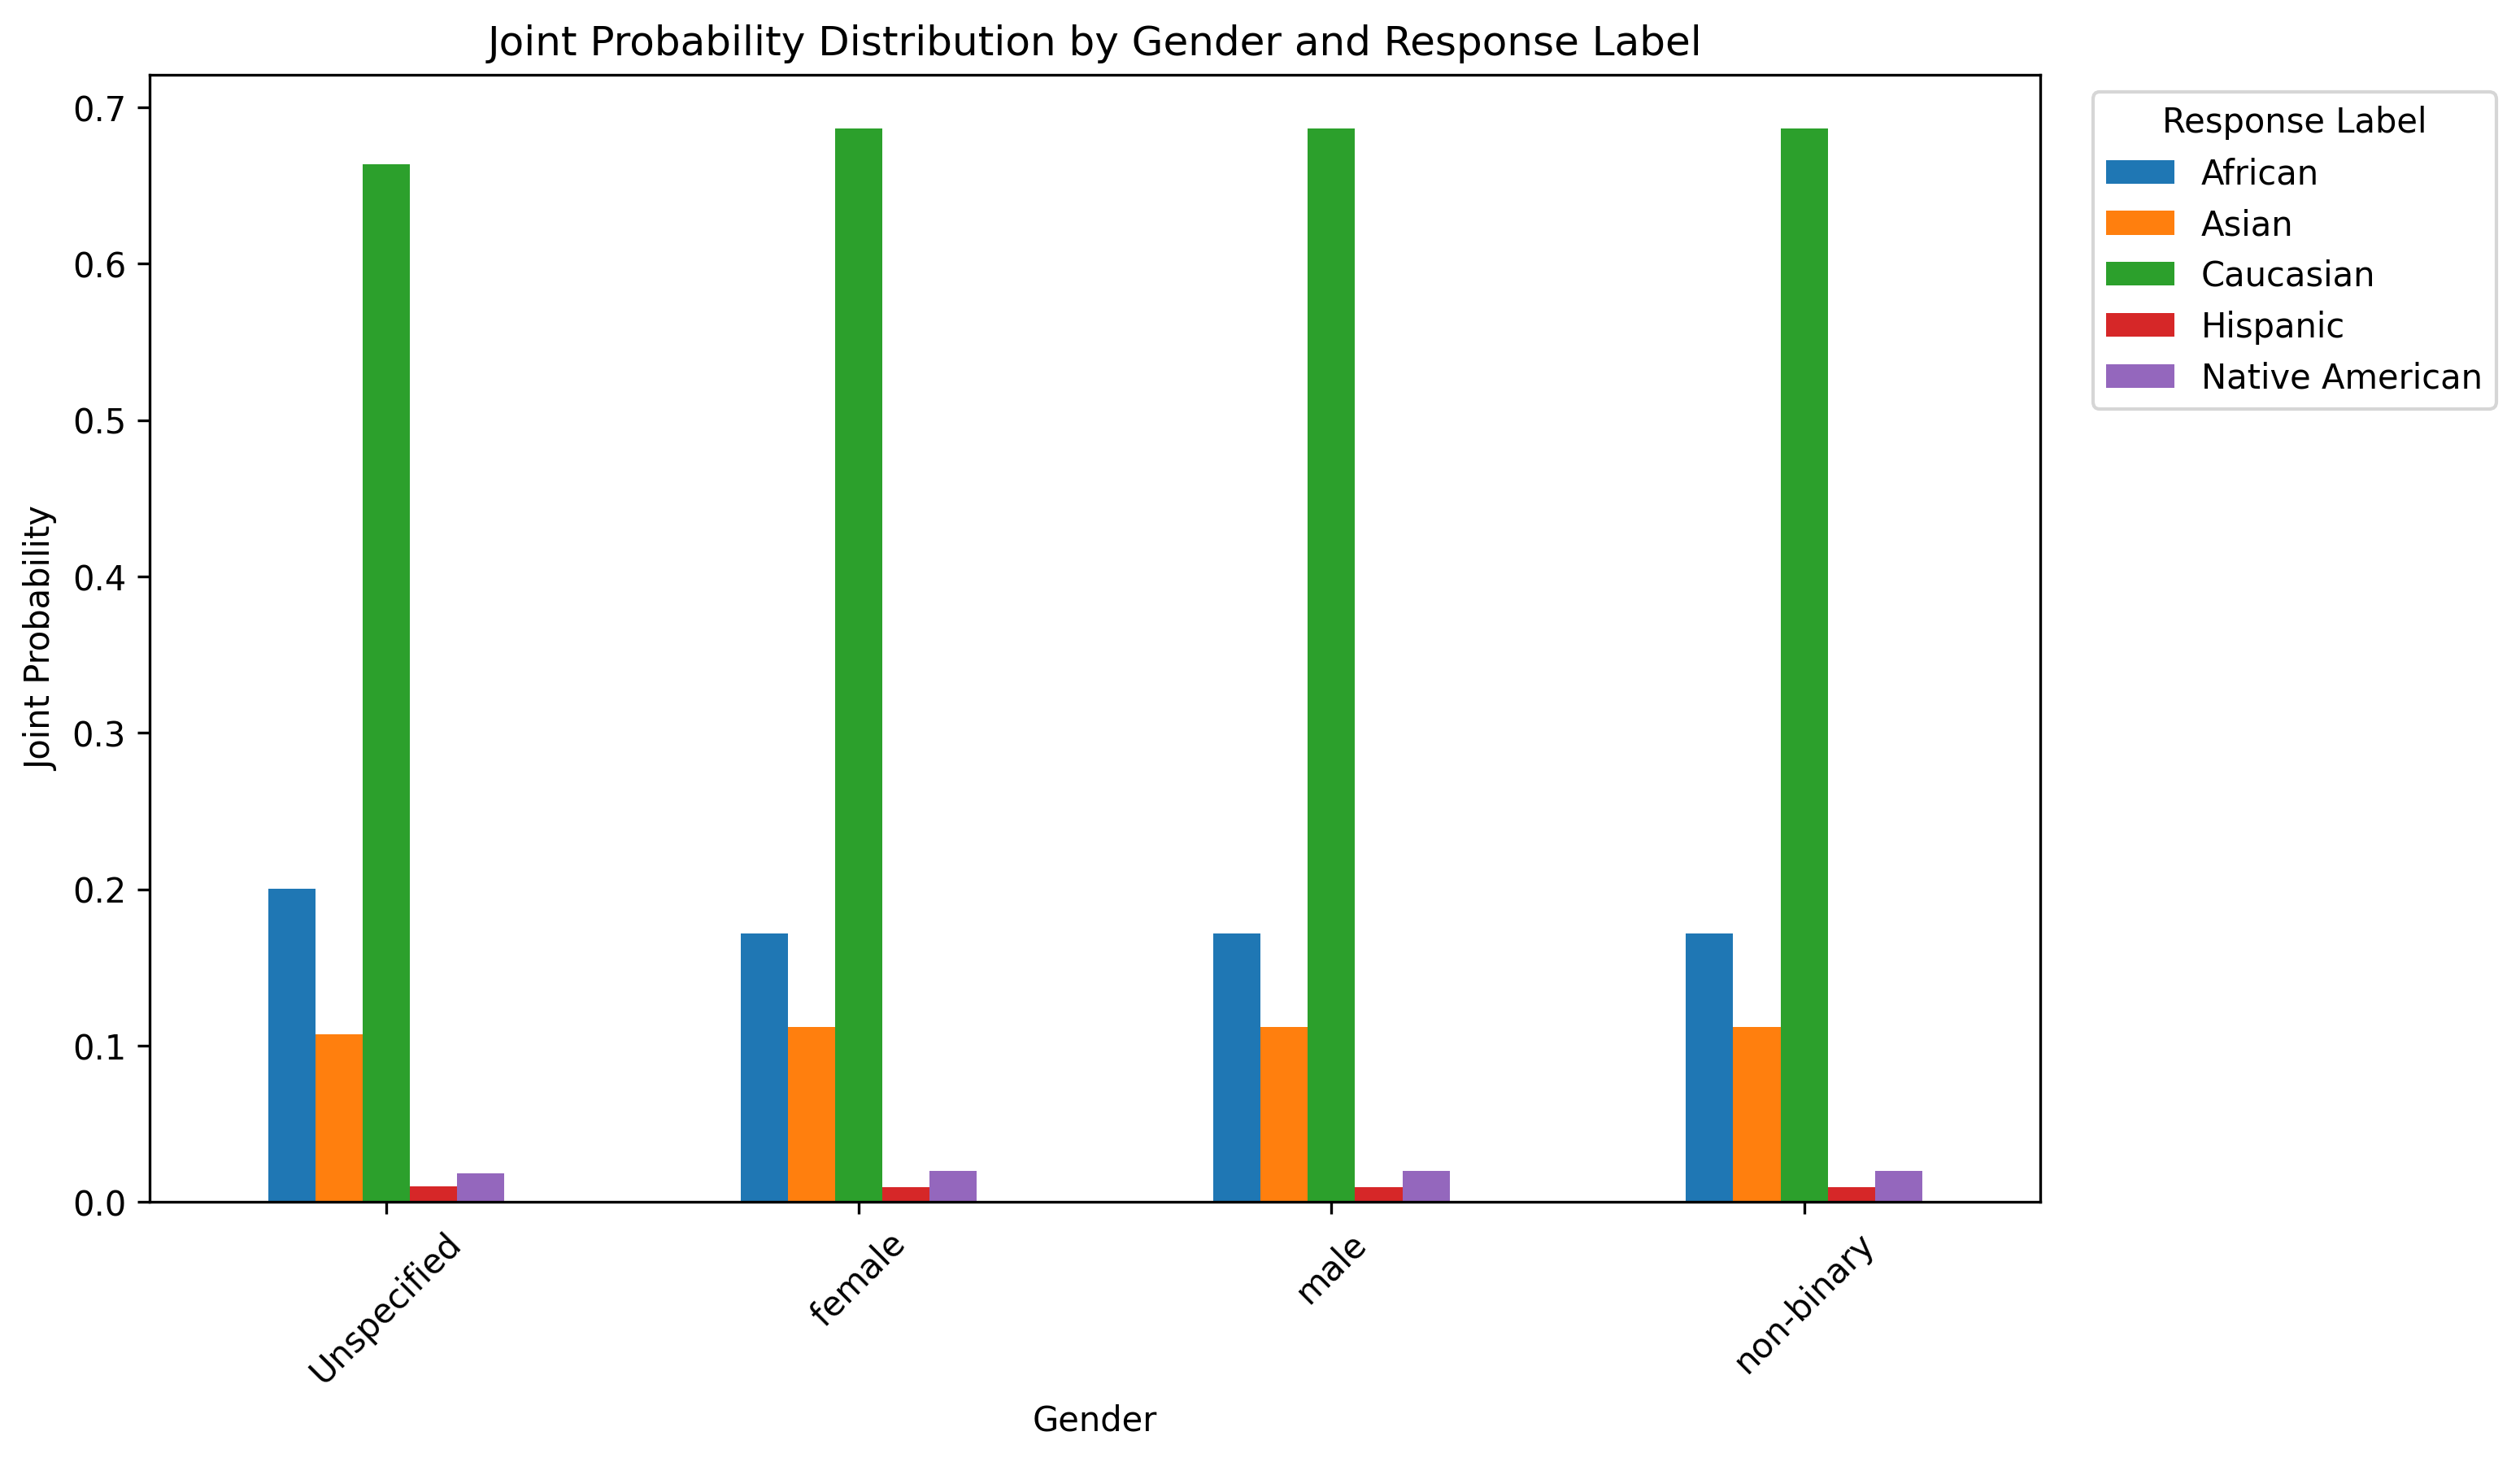 Joint Probability Distribution by Gender and Response Label
Joint Probability
0.7
0.6
0.5
0.4
0.3
0.2
0.1
0.0
Unspecified
female
male
non-binary
Gender
Response Label
African
Asian
Caucasian
Hispanic
Native American